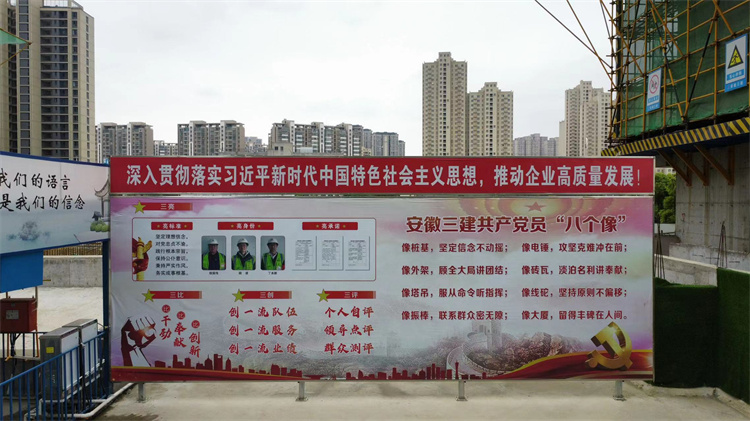 深入贯彻落实习近平新时代中国特色社会主义思想，推动企业高质量发展！
我们的语言
是我们的信念
三亮
亮标准
亮身份
亮承诺
安徽三建共产党员“八个像”
像桩基，坚定信念不动摇；
像电锤，攻坚克难冲在前；
像外架，顾全大局讲团结；
像砖瓦，淡泊名利讲奉献；
像塔吊，服从命令听指挥；
像线砣，坚持原则不偏移；
像振棒，联系群众密无隙；
像大厦，留得丰碑在人间。
三比
比干劲
比奉献
比创新
三创
创一流队伍
创一流服务
创一流业绩
三评
个人自评
领导点评
群众测评